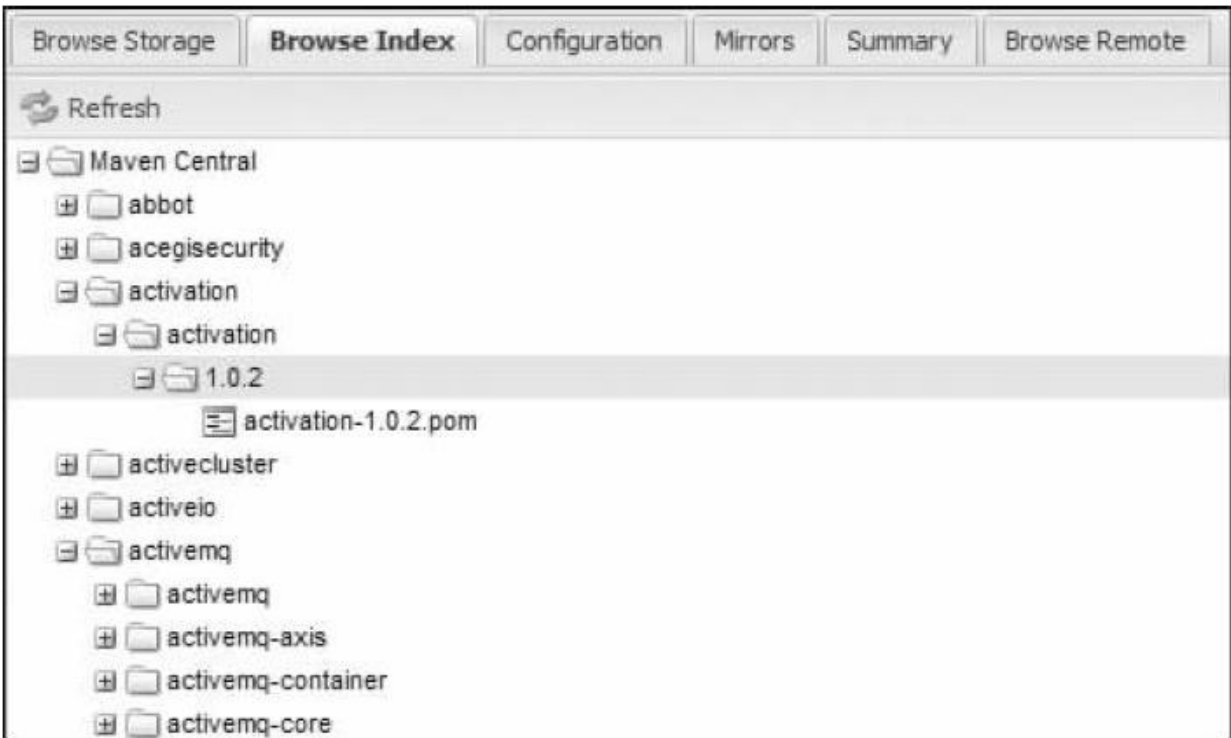 Browse Storage Browse Index Configuration Mirrors Summary Browse Remote
Refresh
Maven Central
abbot
acegisecurity
activation
activation
1.0.2
activation-1.0.2.pom
activecluster
activeio
activemq
activemq
activemq-axis
activemq-container
activemq-core